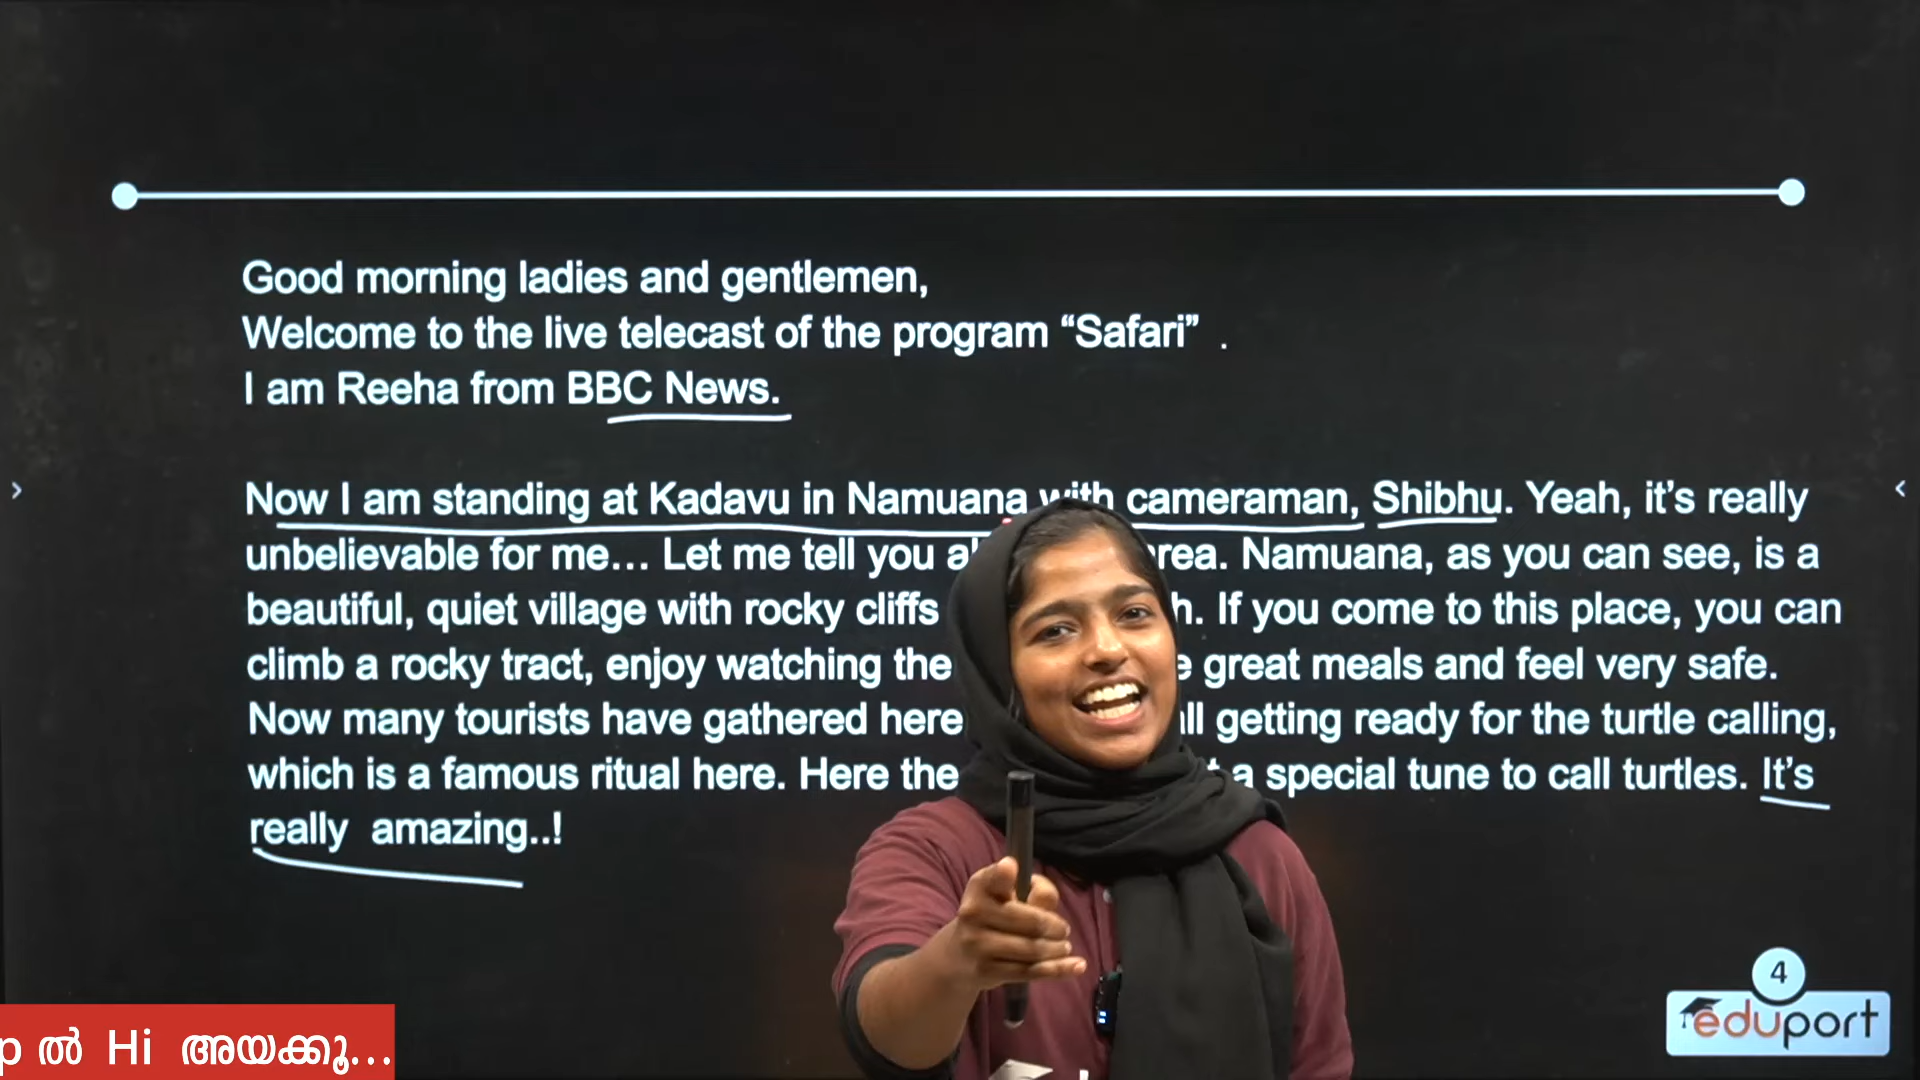 Good morning ladies and gentlemen,
Welcome to the live telecast of the program “Safari” .
I am Reeha from BBC News.
Now I am standing at Kadavu in Namuana with cameraman, Shibhu. Yeah, it’s really
unbelievable for me… Let me tell you area. Namuana, as you can see, is a
beautiful, quiet village with rocky cliffs If you come to this place, you can
climb a rocky tract, enjoy watching the great meals and feel very safe.
Now many tourists have gathered here getting ready for the turtle calling,
which is a famous ritual here. Here the a special tune to call turtles. It’s
really amazing..!
4
eduport
ൽ Hi അയക്കൂ...